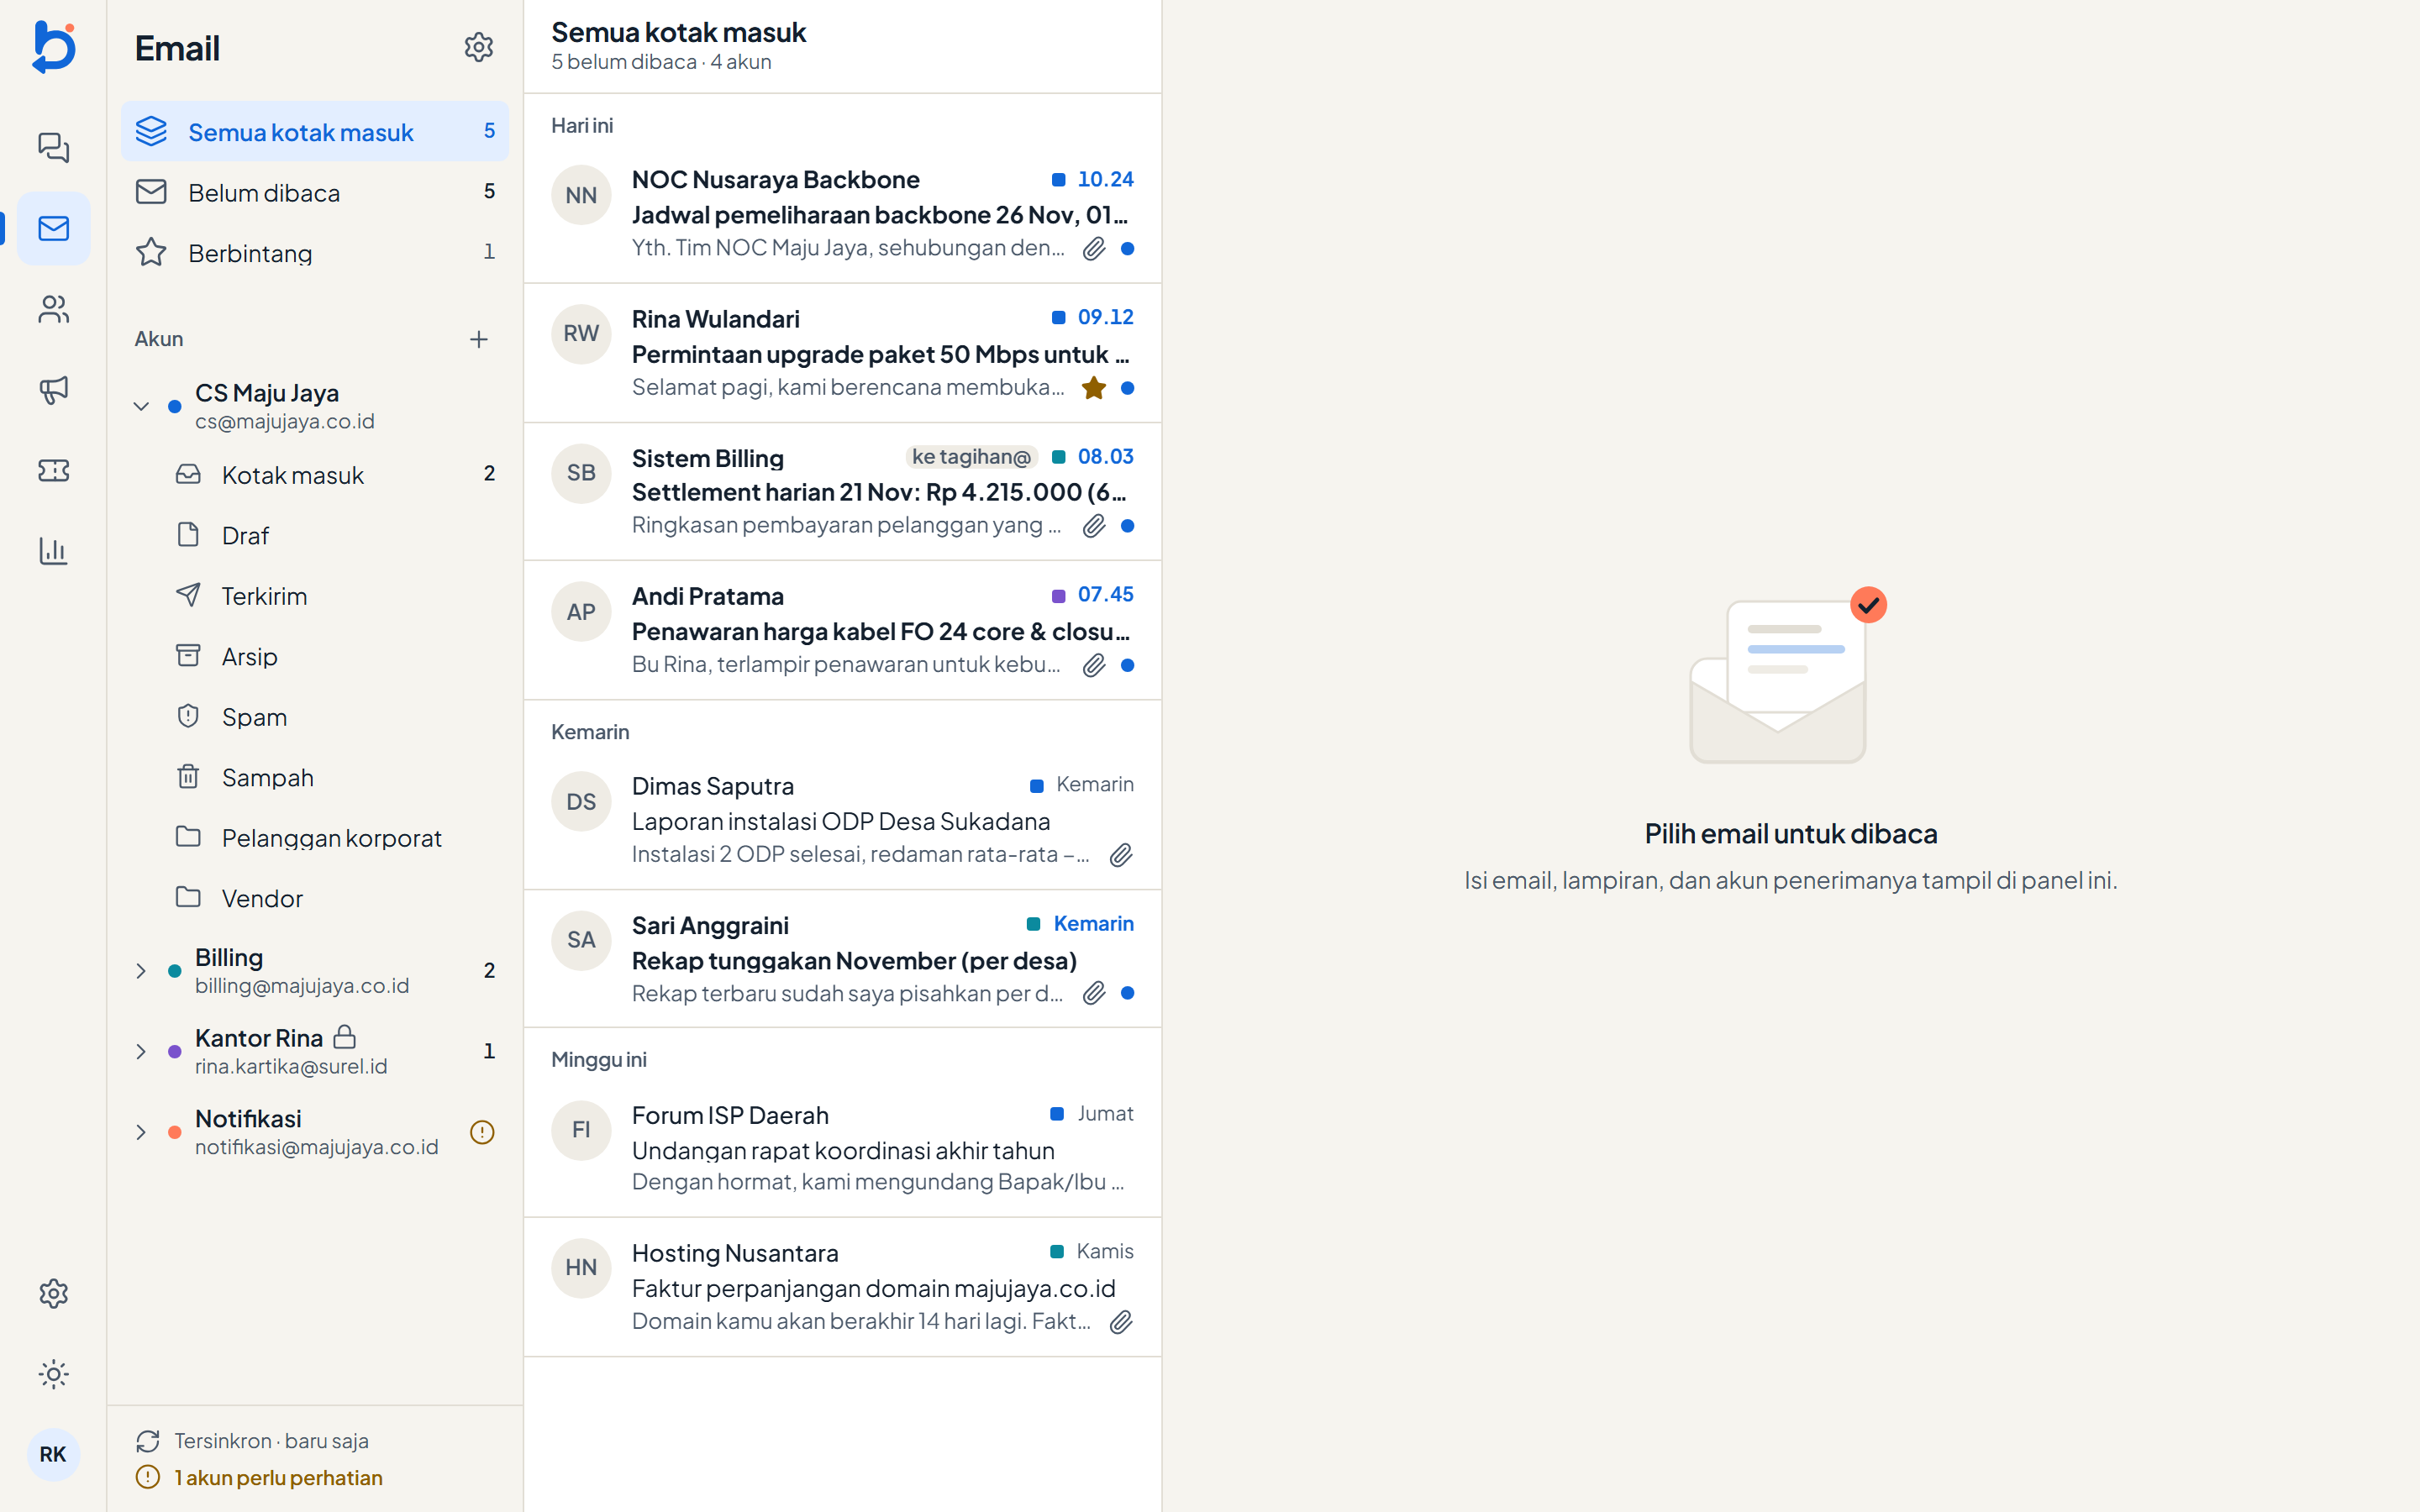 Email
Semua kotak masuk 5
Belum dibaca 5
Berbintang 1
Akun
CS Maju Jaya
cs@majujaya.co.id
Kotak masuk 2
Draf
Terkirim
Arsip
Spam
Sampah
Pelanggan korporat
Vendor
Billing
billing@majujaya.co.id 2
Kantor Rina
rina.kartika@surel.id 1
Notifikasi
notifikasi@majujaya.co.id
RK
Tersinkron · baru saja
1 akun perlu perhatian
Semua kotak masuk
5 belum dibaca · 4 akun
Hari ini
NN
NOC Nusaraya Backbone 10.24
Jadwal pemeliharaan backbone 26 Nov, 01…
Yth. Tim NOC Maju Jaya, sehubungan den…
RW
Rina Wulandari 09.12
Permintaan upgrade paket 50 Mbps untuk …
Selamat pagi, kami berencana membuka…
SB
Sistem Billing ke tagihan@ 08.03
Settlement harian 21 Nov: Rp 4.215.000 (6…
Ringkasan pembayaran pelanggan yang …
AP
Andi Pratama 07.45
Penawaran harga kabel FO 24 core & closu…
Bu Rina, terlampir penawaran untuk kebu…
Kemarin
DS
Dimas Saputra Kemarin
Laporan instalasi ODP Desa Sukadana
Instalasi 2 ODP selesai, redaman rata-rata –…
SA
Sari Anggraini Kemarin
Rekap tunggakan November (per desa)
Rekap terbaru sudah saya pisahkan per d…
Minggu ini
FI
Forum ISP Daerah Jumat
Undangan rapat koordinasi akhir tahun
Dengan hormat, kami mengundang Bapak/Ibu …
HN
Hosting Nusantara Kamis
Faktur perpanjangan domain majujaya.co.id
Domain kamu akan berakhir 14 hari lagi. Fakt…
Pilih email untuk dibaca
Isi email, lampiran, dan akun penerimanya tampil di panel ini.